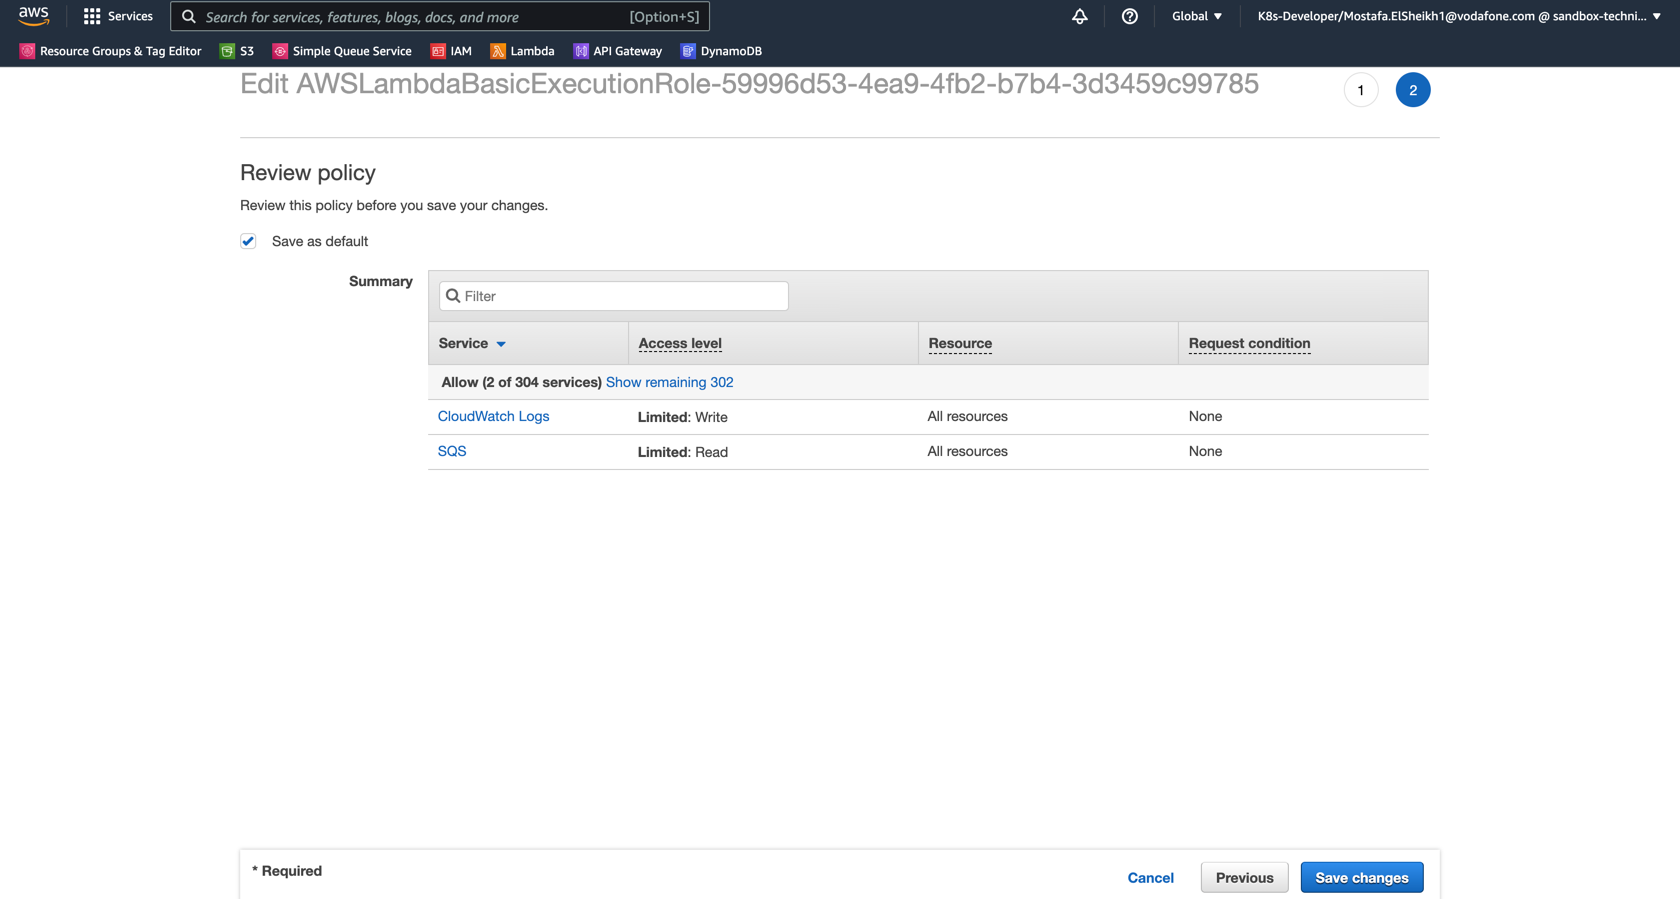 aws Services Search for services, features, blogs, docs, and more [Option+S] Global ▼ K8s-Developer/Mostafa.ElSheikh1@vodafone.com @ sandbox-techni... ▼
Resource Groups & Tag Editor S3 Simple Queue Service IAM Lambda API Gateway DynamoDB
Edit AWSLambdaBasicExecutionRole-59996d53-4ea9-4fb2-b7b4-3d3459c99785 1 2
Review policy
Review this policy before you save your changes.
Save as default
Summary
Filter
Service Access level Resource Request condition
Allow (2 of 304 services) Show remaining 302
CloudWatch Logs Limited: Write All resources None
SQS Limited: Read All resources None
* Required Cancel Previous Save changes